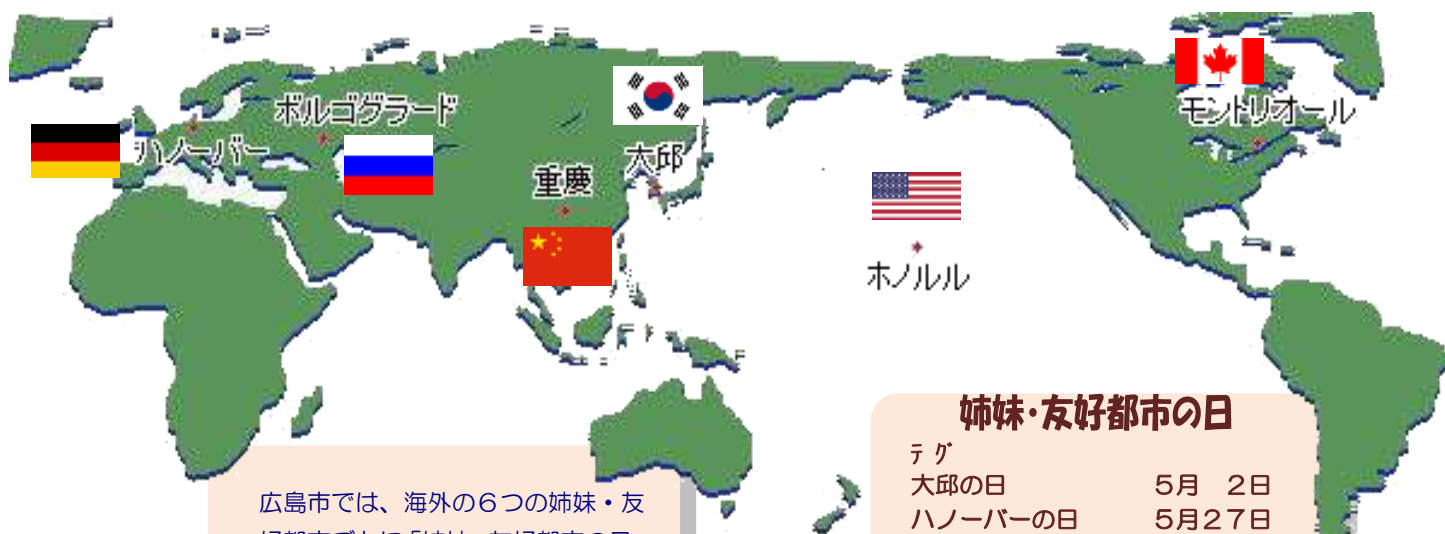 ボルゴグラード
ハノーバー
重慶
大邱
モントリオール
ホノルル
広島市では、海外の6つの姉妹・友
姉妹・友好都市の日
テグ
大邱の日 5月 2日
ハノーバーの日 5月27日